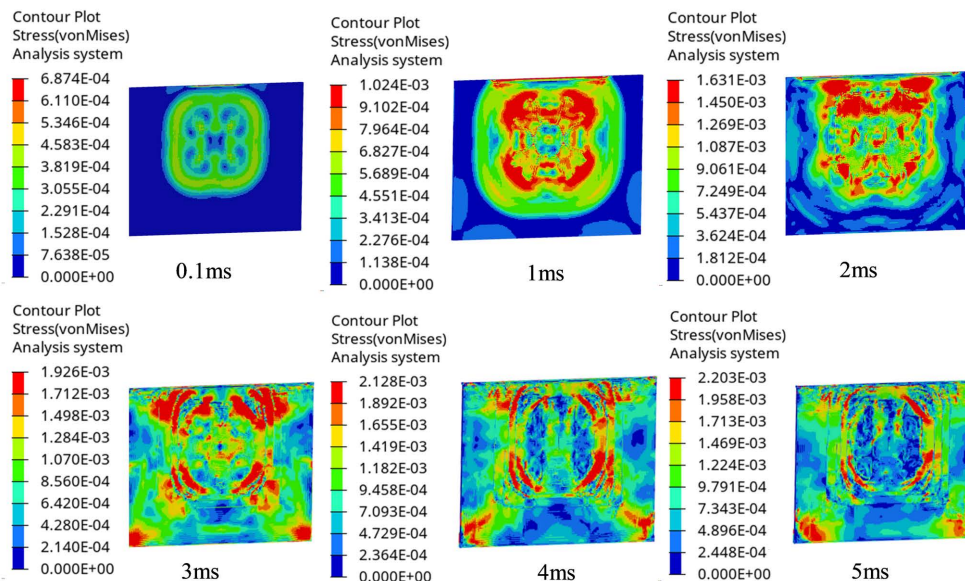 Contour Plot
Stress(vonMises)
Analysis system
6.874E-04
6.110E-04
5.346E-04
4.583E-04
3.819E-04
3.055E-04
2.291E-04
1.528E-04
7.638E-05
0.000E+00
0.1ms
Contour Plot
Stress(vonMises)
Analysis system
1.024E-03
9.102E-04
7.964E-04
6.827E-04
5.689E-04
4.551E-04
3.413E-04
2.276E-04
1.138E-04
0.000E+00
1ms
Contour Plot
Stress(vonMises)
Analysis system
1.631E-03
1.450E-03
1.269E-03
1.087E-03
9.061E-04
7.249E-04
5.437E-04
3.624E-04
1.812E-04
0.000E+00
2ms
Contour Plot
Stress(vonMises)
Analysis system
1.926E-03
1.712E-03
1.498E-03
1.284E-03
1.070E-03
8.560E-04
6.420E-04
4.280E-04
2.140E-04
0.000E+00
3ms
Contour Plot
Stress(vonMises)
Analysis system
2.128E-03
1.892E-03
1.655E-03
1.419E-03
1.182E-03
9.458E-04
7.093E-04
4.729E-04
2.364E-04
0.000E+00
4ms
Contour Plot
Stress(vonMises)
Analysis system
2.203E-03
1.958E-03
1.713E-03
1.469E-03
1.224E-03
9.791E-04
7.343E-04
4.896E-04
2.448E-04
0.000E+00
5ms